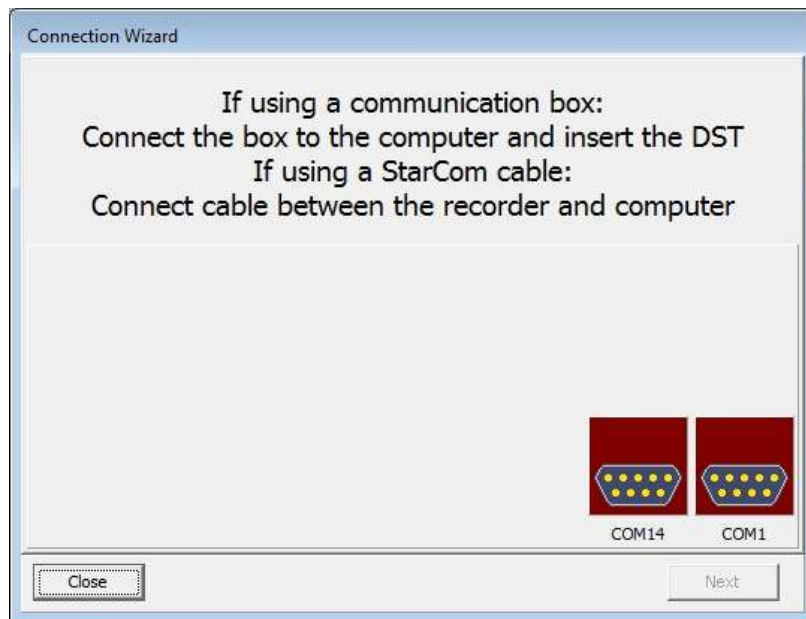 Connection Wizard
If using a communication box:
Connect the box to the computer and insert the DST
If using a StarCom cable:
Connect cable between the recorder and computer
COM14 COM1
Close Next